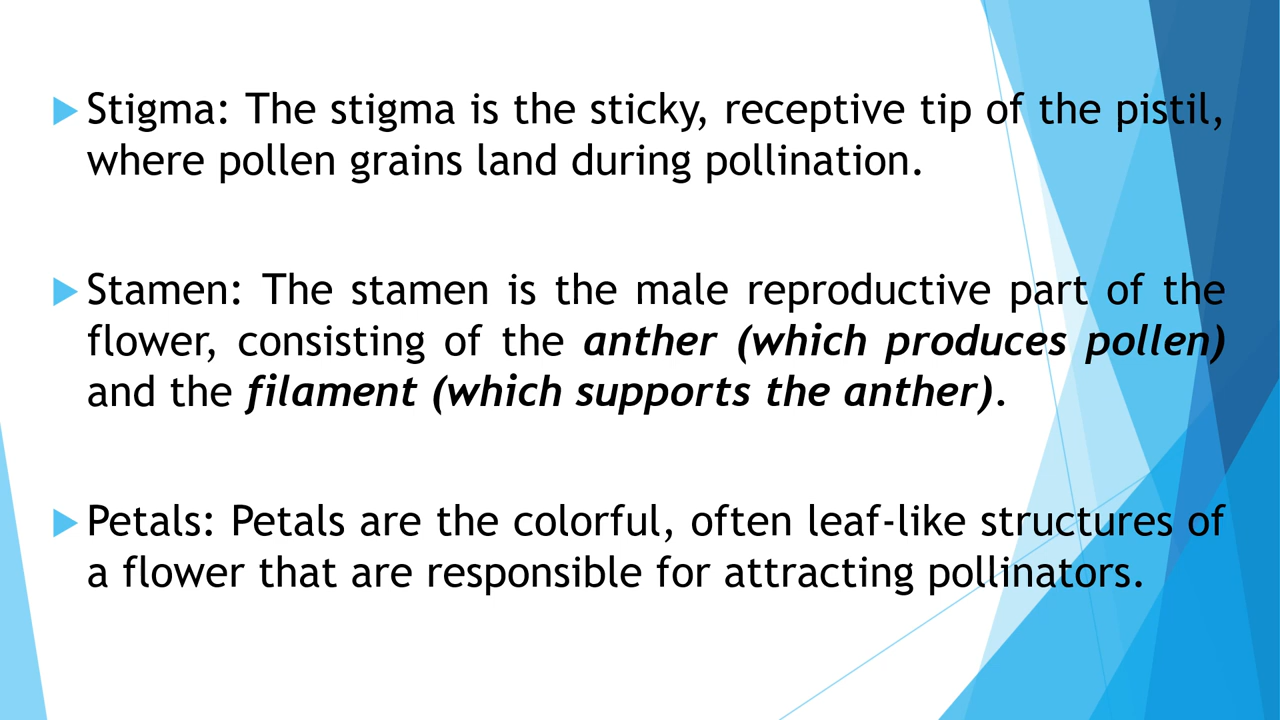 Stigma: The stigma is the sticky, receptive tip of the pistil,
where pollen grains land during pollination.
Stamen: The stamen is the male reproductive part of the
flower, consisting of the anther (which produces pollen)
and the filament (which supports the anther).
Petals: Petals are the colorful, often leaf-like structures of
a flower that are responsible for attracting pollinators.